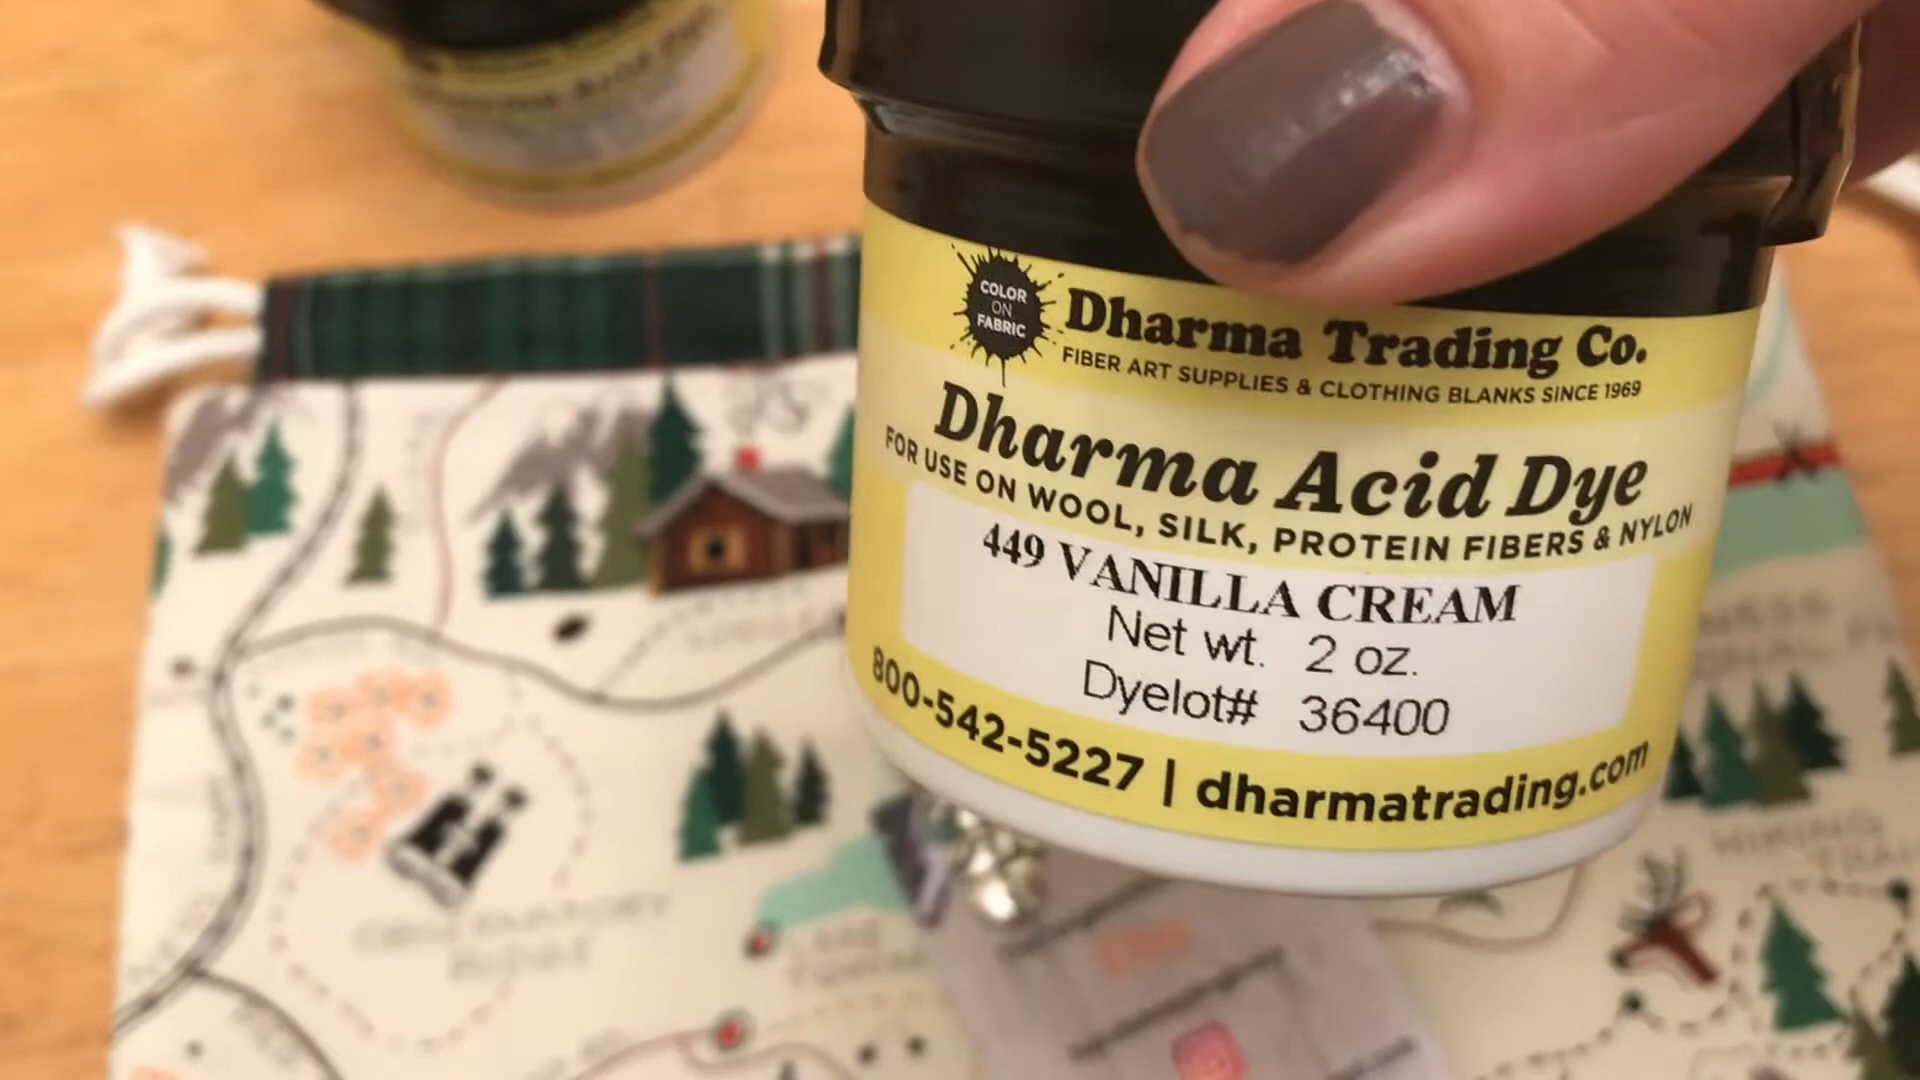 COLOR
ON
FABRIC
Dharma Trading Co.
FIBER ART SUPPLIES & CLOTHING BLANKS SINCE 1969
Dharma Acid Dye
FOR USE ON WOOL, SILK, PROTEIN FIBERS & NYLON
449 VANILLA CREAM
Net wt. 2 oz.
Dyelot# 36400
800-542-5227 | dharmatrading.com
HIKING
TRAI